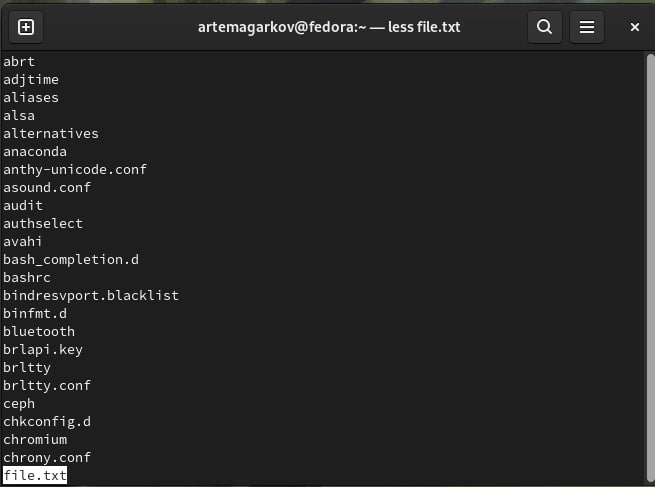 artemagarkov@fedora:~ — less file.txt
abrt
adjtime
aliases
alsa
alternatives
anaconda
anthy-unicode.conf
asound.conf
audit
authselect
avahi
bash_completion.d
bashrc
bindresvport.blacklist
binfmt.d
bluetooth
brlapi.key
brltty
brltty.conf
ceph
chkconfig.d
chromium
chrony.conf
file.txt